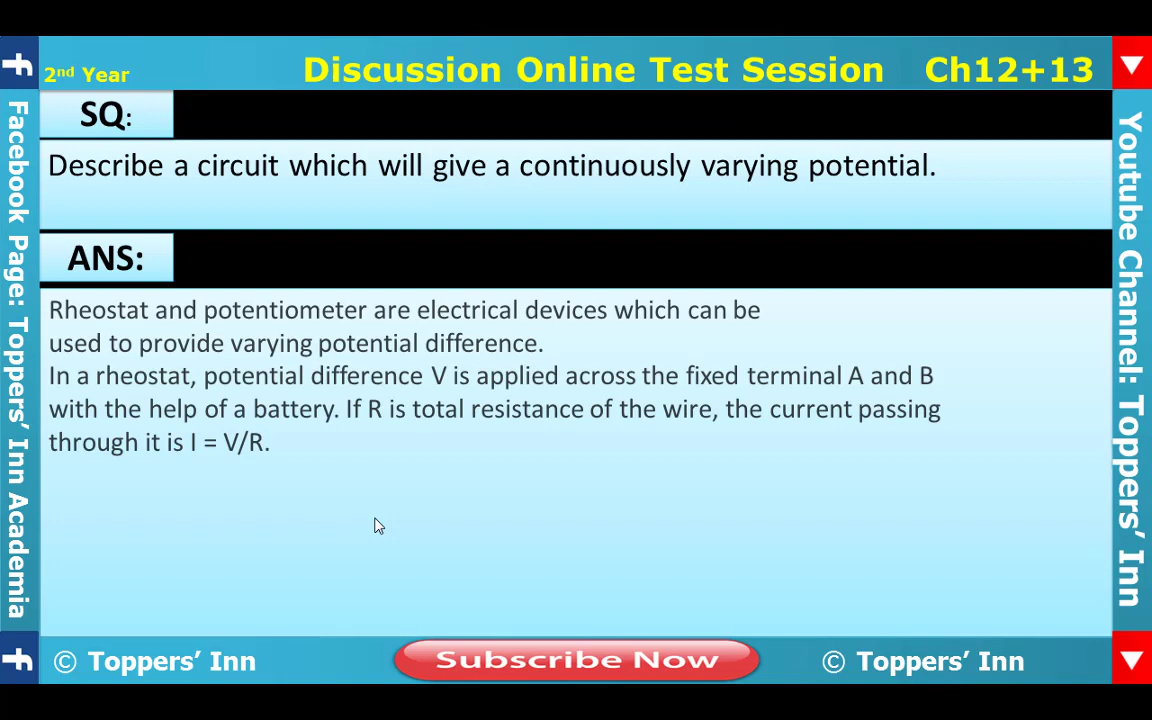 2nd Year
Discussion Online Test Session Ch12+13
SQ:
Describe a circuit which will give a continuously varying potential.
ANS:
Rheostat and potentiometer are electrical devices which can be
used to provide varying potential difference.
In a rheostat, potential difference V is applied across the fixed terminal A and B
with the help of a battery. If R is total resistance of the wire, the current passing
through it is I = V/R.
Facebook Page: Toppers' Inn Academia
Youtube Channel: Toppers' Inn
© Toppers' Inn
Subscribe Now
© Toppers' Inn